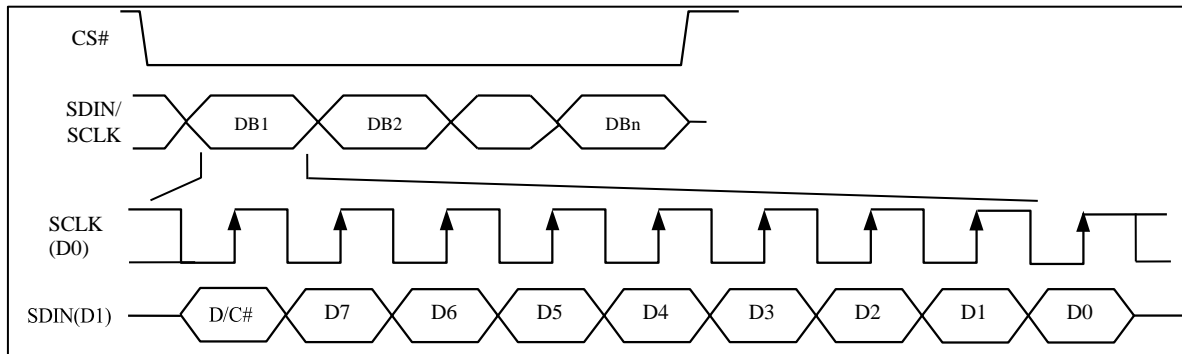 CS#
SDIN/
SCLK
DB1 DB2 DBn
SCLK
(D0)
SDIN(D1) D/C# D7 D6 D5 D4 D3 D2 D1 D0